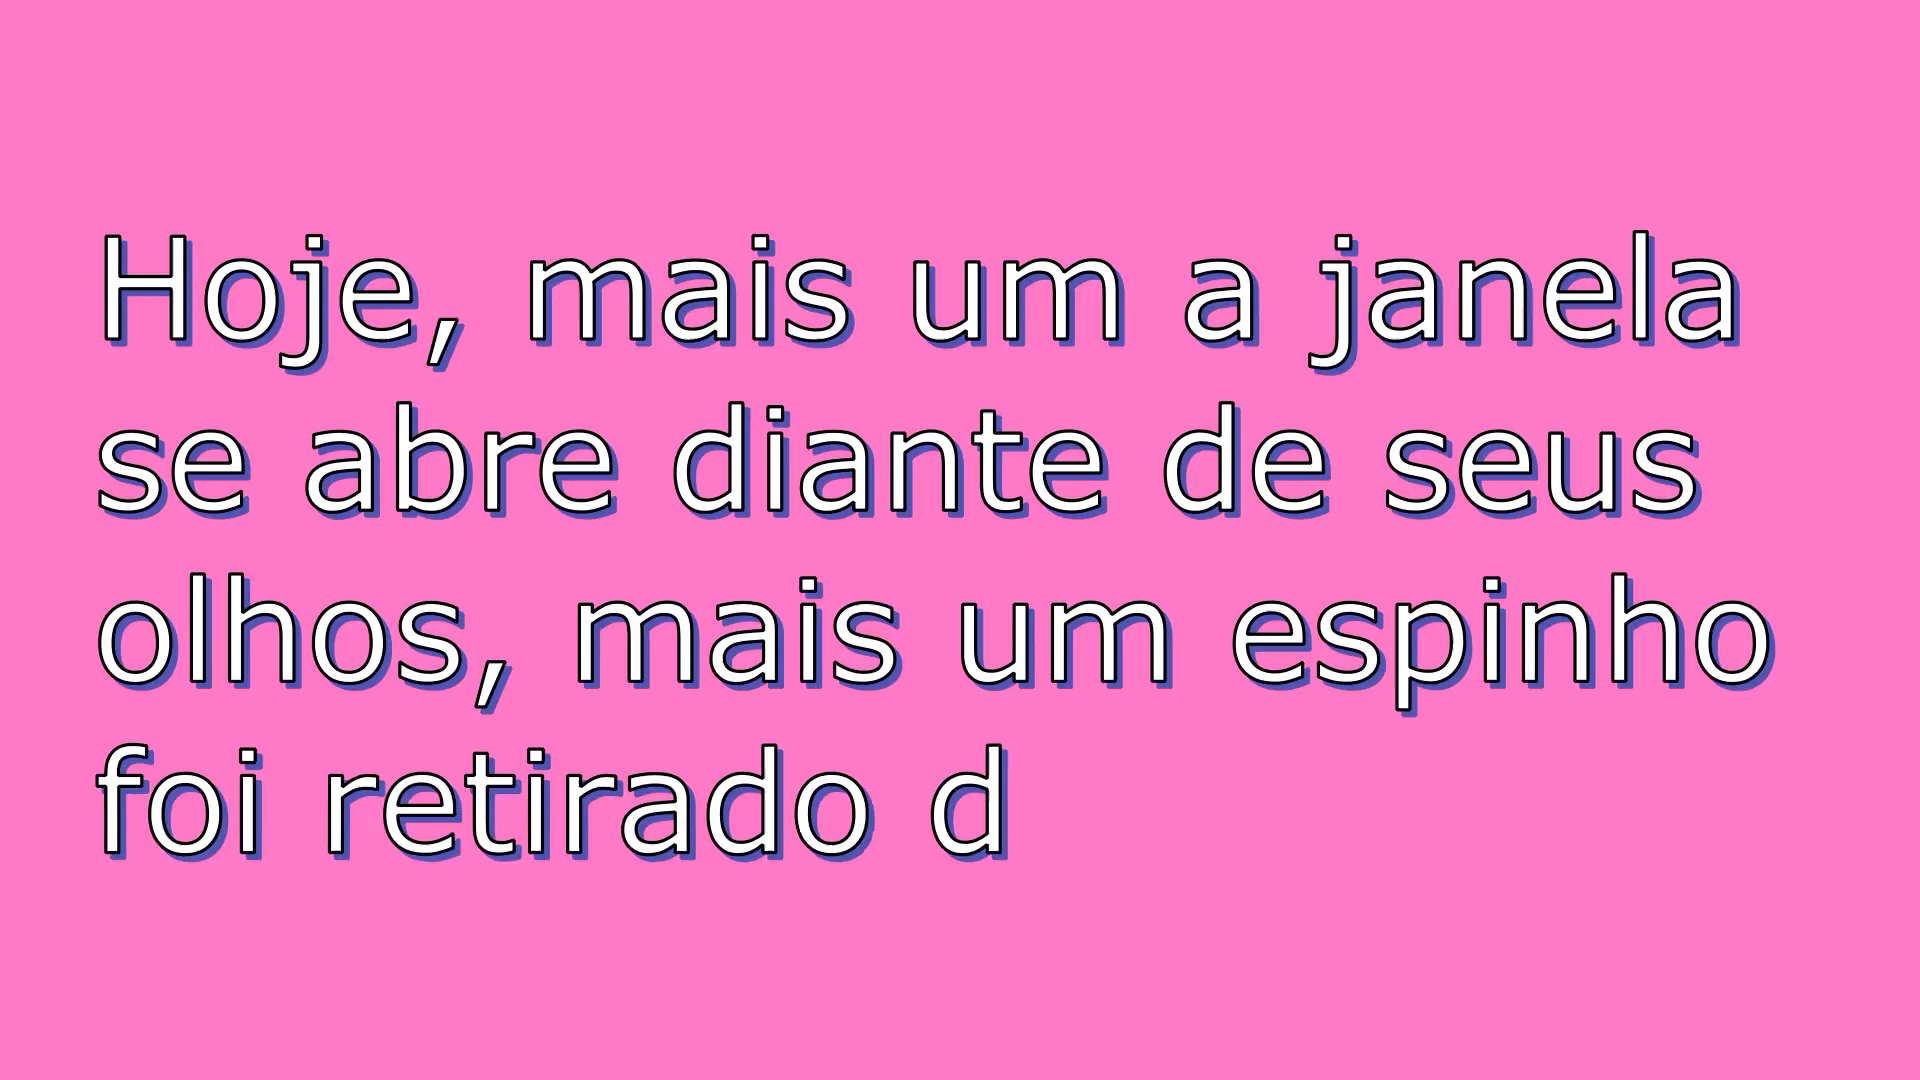 Hoje, mais um a janela
se abre diante de seus
olhos, mais um espinho
foi retirado d